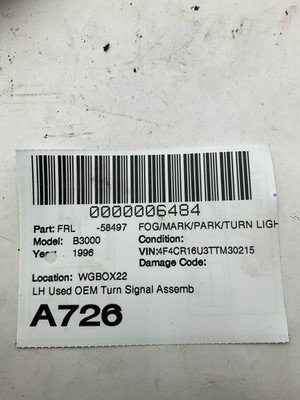 0000006484
Part: FRL -58497 FOG/MARK/PARK/TURN LIGH
Model: B3000 Condition:
Year: 1996 VIN:4F4CR16U3TTM30215
Damage Code:
Location: WGBOX22
LH Used OEM Turn Signal Assemb
A726